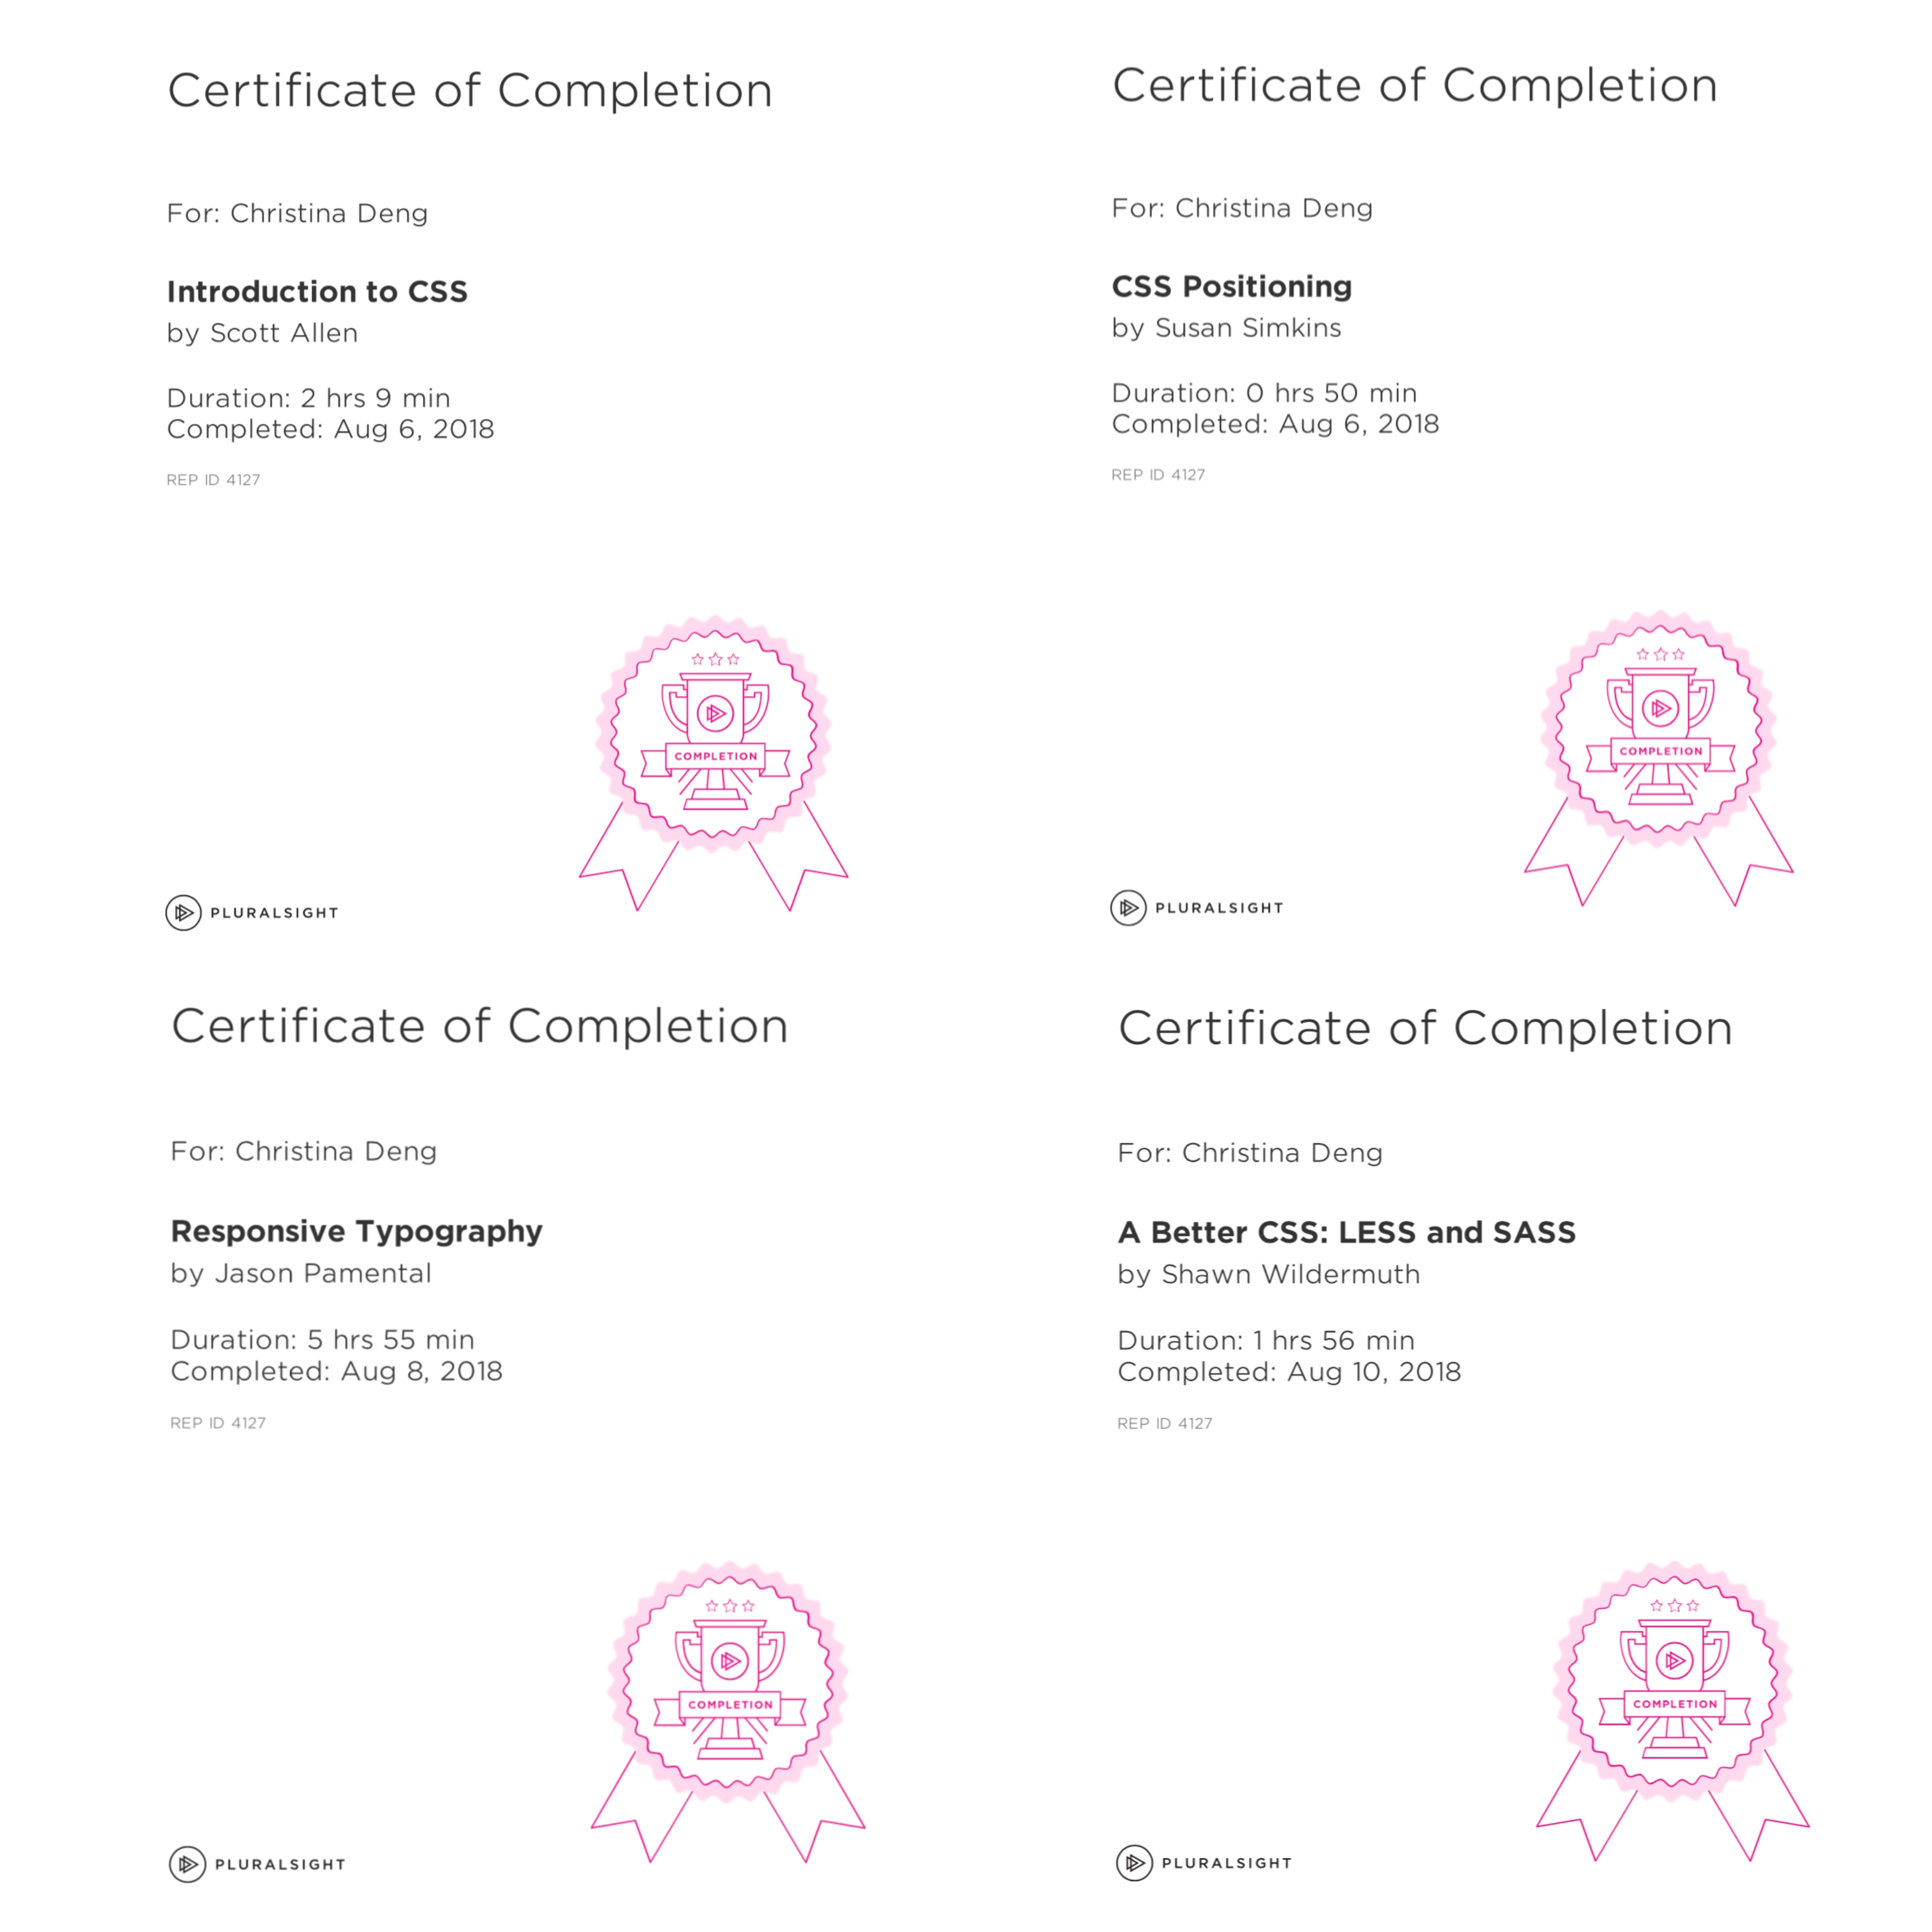 Certificate of Completion
For: Christina Deng
Introduction to CSS
by Scott Allen
Duration: 2 hrs 9 min
Completed: Aug 6, 2018
REP ID 4127
COMPLETION
PLURALSIGHT
Certificate of Completion
For: Christina Deng
CSS Positioning
by Susan Simkins
Duration: 0 hrs 50 min
Completed: Aug 6, 2018
REP ID 4127
COMPLETION
PLURALSIGHT
Certificate of Completion
For: Christina Deng
Responsive Typography
by Jason Pamental
Duration: 5 hrs 55 min
Completed: Aug 8, 2018
REP ID 4127
COMPLETION
PLURALSIGHT
Certificate of Completion
For: Christina Deng
A Better CSS: LESS and SASS
by Shawn Wildermuth
Duration: 1 hrs 56 min
Completed: Aug 10, 2018
REP ID 4127
COMPLETION
PLURALSIGHT